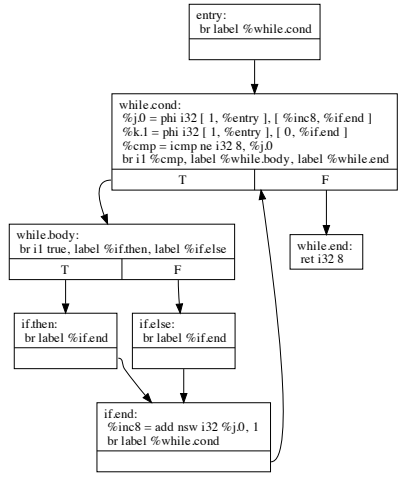 entry:
br label %while.cond
while.cond:
%j.0 = phi i32 [ 1, %entry ], [ %inc8, %if.end ]
%k.1 = phi i32 [ 1, %entry ], [ 0, %if.end ]
%cmp = icmp ne i32 8, %j.0
br i1 %cmp, label %while.body, label %while.end
T F
while.body:
br i1 true, label %if.then, label %if.else
T F
while.end:
ret i32 8
if.then:
br label %if.end
if.else:
br label %if.end
if.end:
%inc8 = add nsw i32 %j.0, 1
br label %while.cond